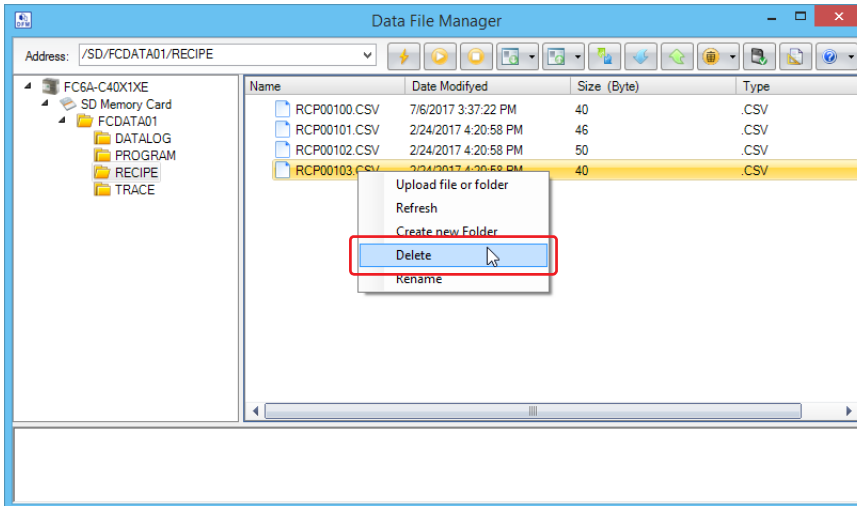 DFM
Data File Manager
Address: /SD/FCDATA01/RECIPE
FC6A-C40X1XE
SD Memory Card
FCDATA01
DATALOG
PROGRAM
RECIPE
TRACE
Name Date Modifyed Size (Byte) Type
RCP00100.CSV 7/6/2017 3:37:22 PM 40 .CSV
RCP00101.CSV 2/24/2017 4:20:58 PM 46 .CSV
RCP00102.CSV 2/24/2017 4:20:58 PM 50 .CSV
RCP00103.CSV 2/24/2017 4:20:58 PM 40 .CSV
Upload file or folder
Refresh
Create new Folder
Delete
Rename